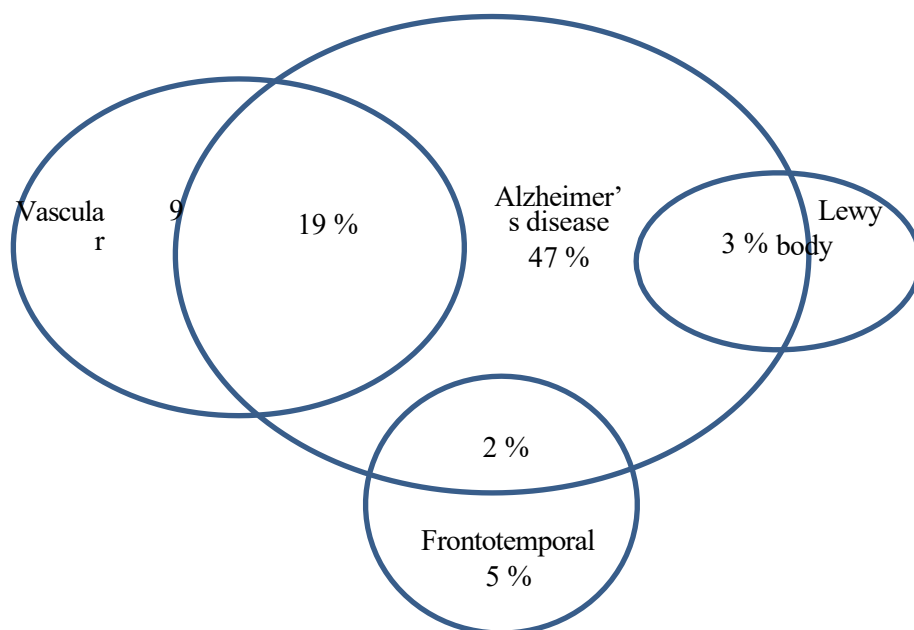 Vascula
r
9
19 %
Alzheimer’
s disease
47 %
Lewy
body
3 %
2 %
Frontotemporal
5 %